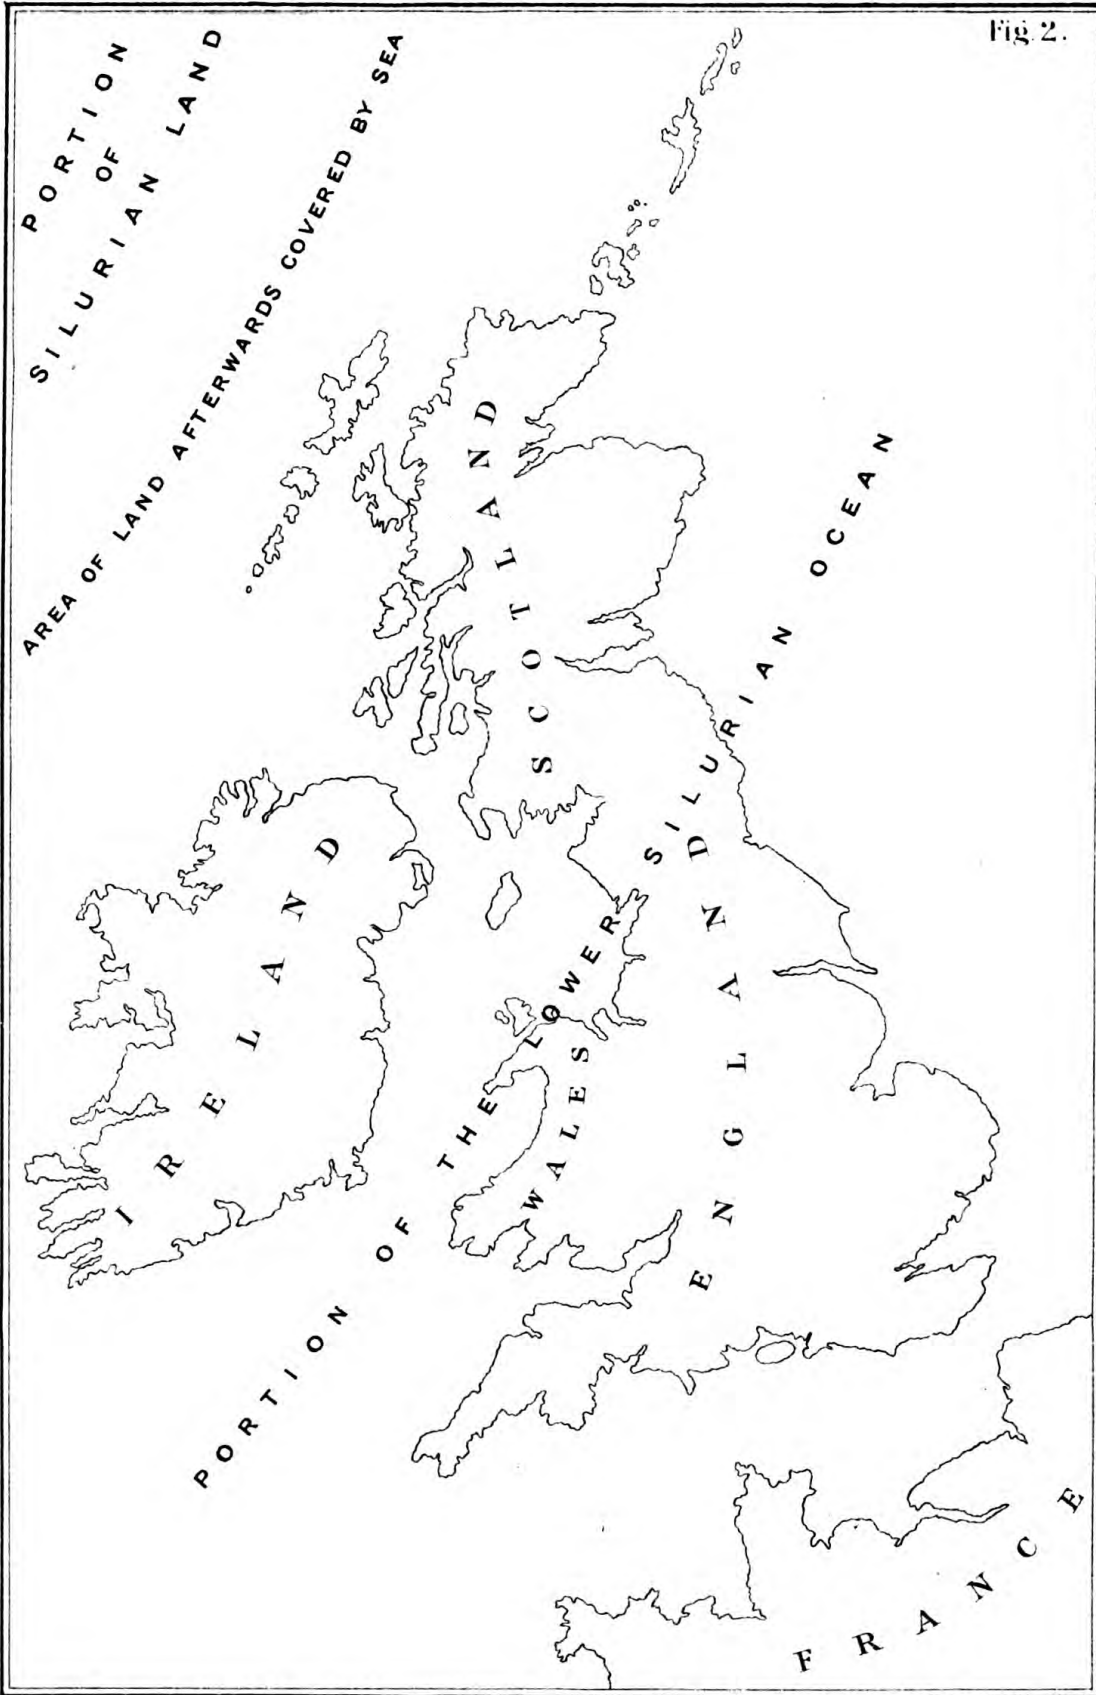 Fig. 2.
PORTION
OF
SILURIAN LAND
AREA OF LAND AFTERWARDS COVERED BY SEA
SCOTLAND
PORTION OF THE LOWER SILURIAN OCEAN
IRELAND
ENGLAND
WALES
FRANCE